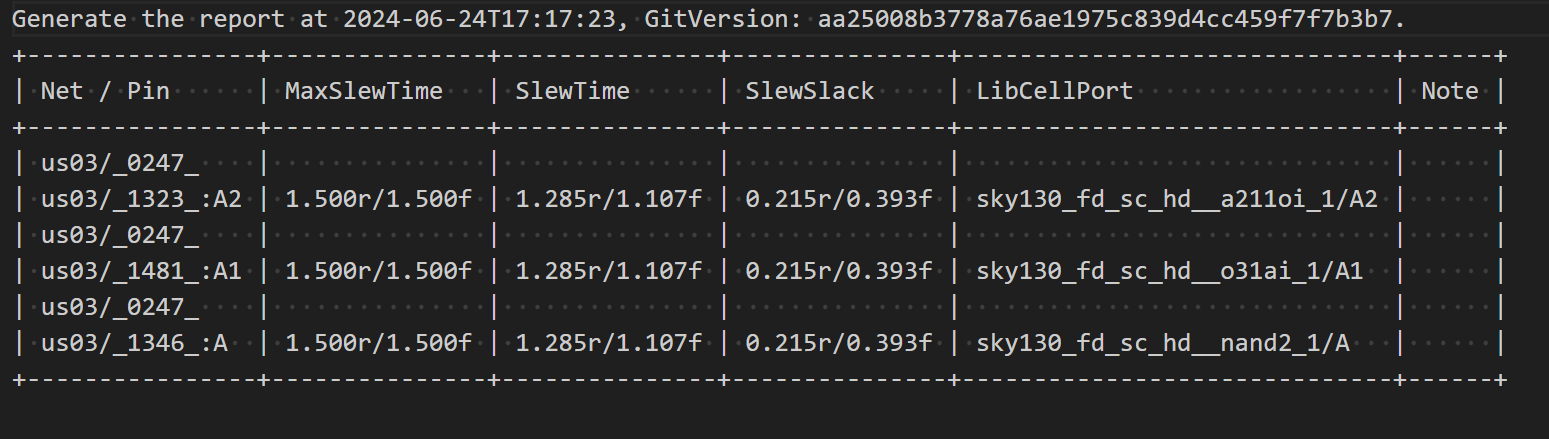 Generate the report at 2024-06-24T17:17:23, GitVersion: aa25008b3778a76ae1975c839d4cc459f7f7b3b7.
+----------------+---------------+---------------+---------------+------------------------------+------+
| Net / Pin      | MaxSlewTime   | SlewTime      | SlewSlack     | LibCellPort                  | Note |
+----------------+---------------+---------------+---------------+------------------------------+------+
| us03/_0247_    |               |               |               |                              |      |
| us03/_1323_:A2 | 1.500r/1.500f | 1.285r/1.107f | 0.215r/0.393f | sky130_fd_sc_hd__a211oi_1/A2 |      |
| us03/_0247_    |               |               |               |                              |      |
| us03/_1481_:A1 | 1.500r/1.500f | 1.285r/1.107f | 0.215r/0.393f | sky130_fd_sc_hd__o31ai_1/A1  |      |
| us03/_0247_    |               |               |               |                              |      |
| us03/_1346_:A  | 1.500r/1.500f | 1.285r/1.107f | 0.215r/0.393f | sky130_fd_sc_hd__nand2_1/A   |      |
+----------------+---------------+---------------+---------------+------------------------------+------+